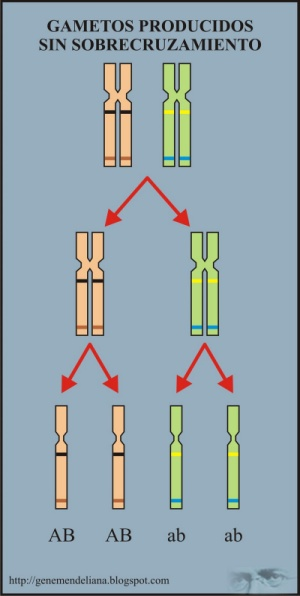 GAMETOS PRODUCIDOS
SIN SOBRECRUZAMIENTO
AB AB ab ab
http://genemendeliana.blogspot.com